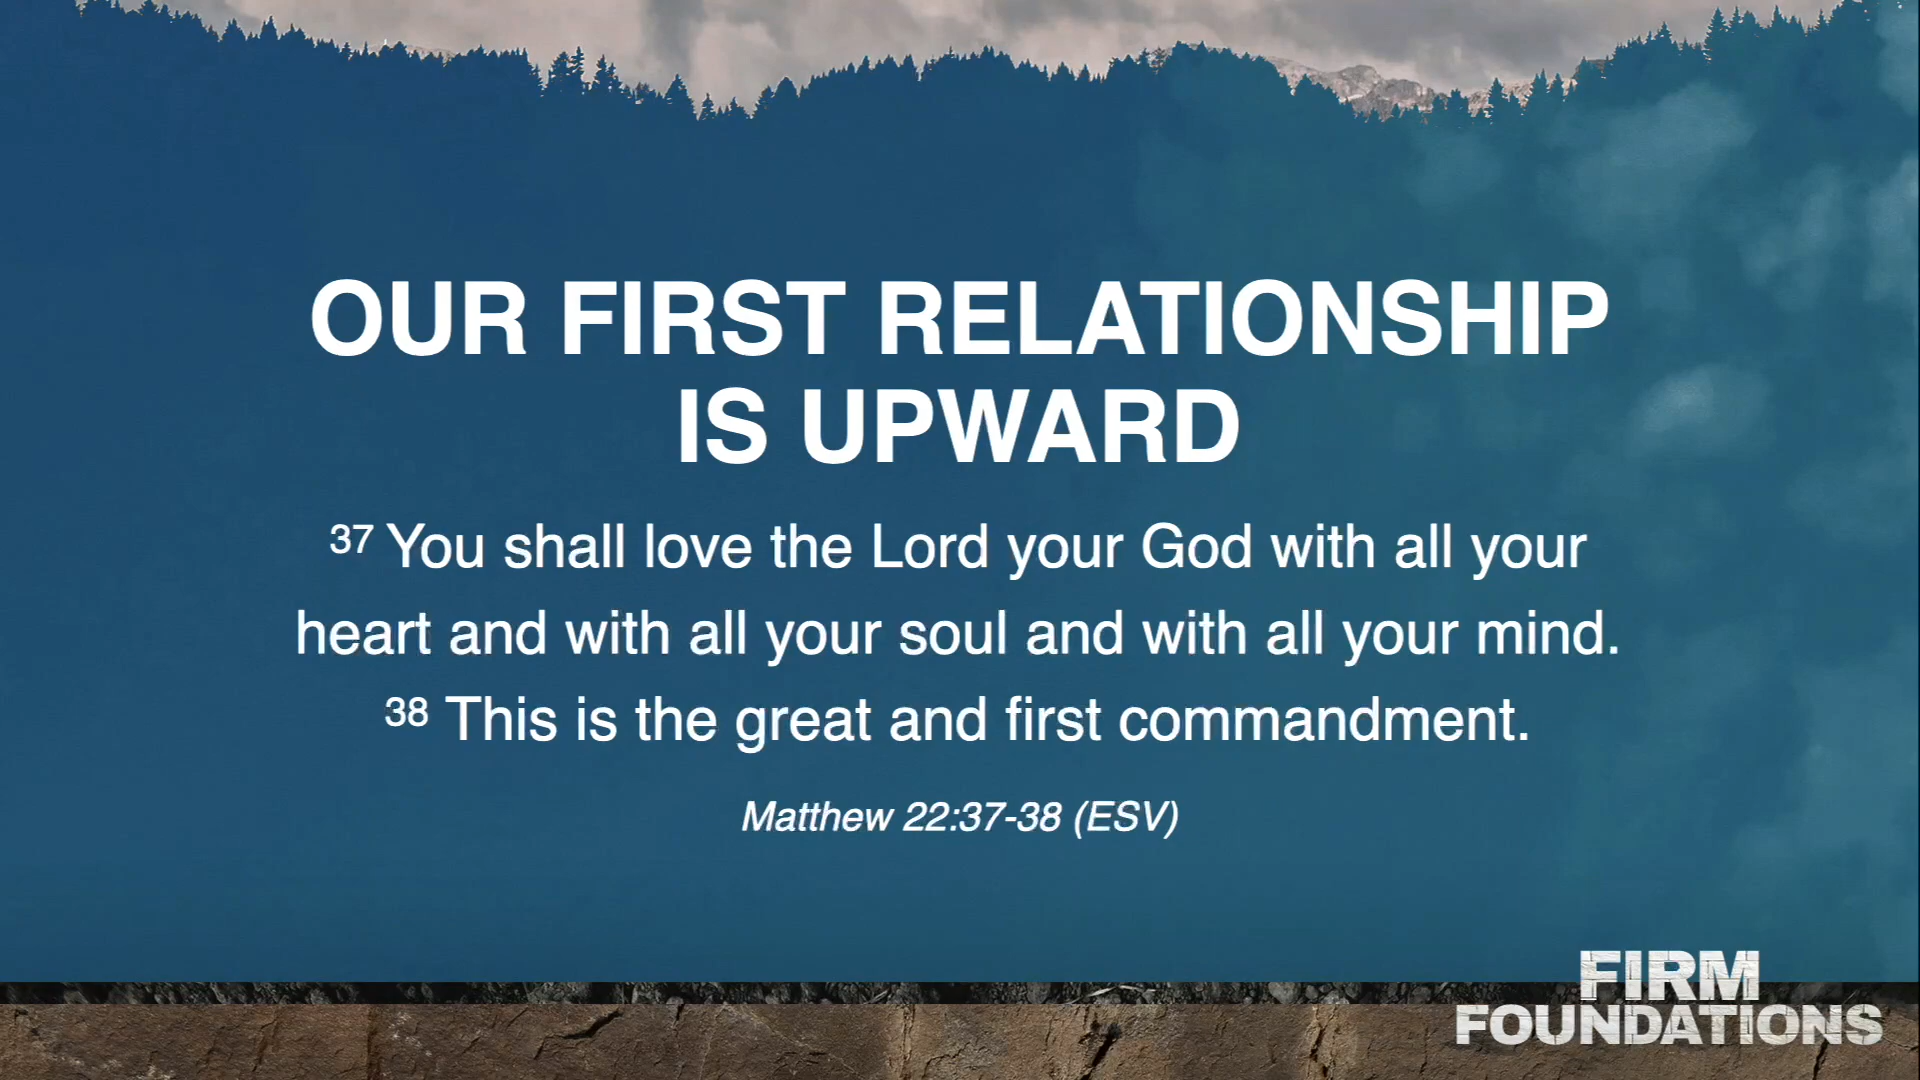 OUR FIRST RELATIONSHIP
IS UPWARD
37 You shall love the Lord your God with all your
heart and with all your soul and with all your mind.
38 This is the great and first commandment.
Matthew 22:37-38 (ESV)
FIRM
FOUNDATIONS